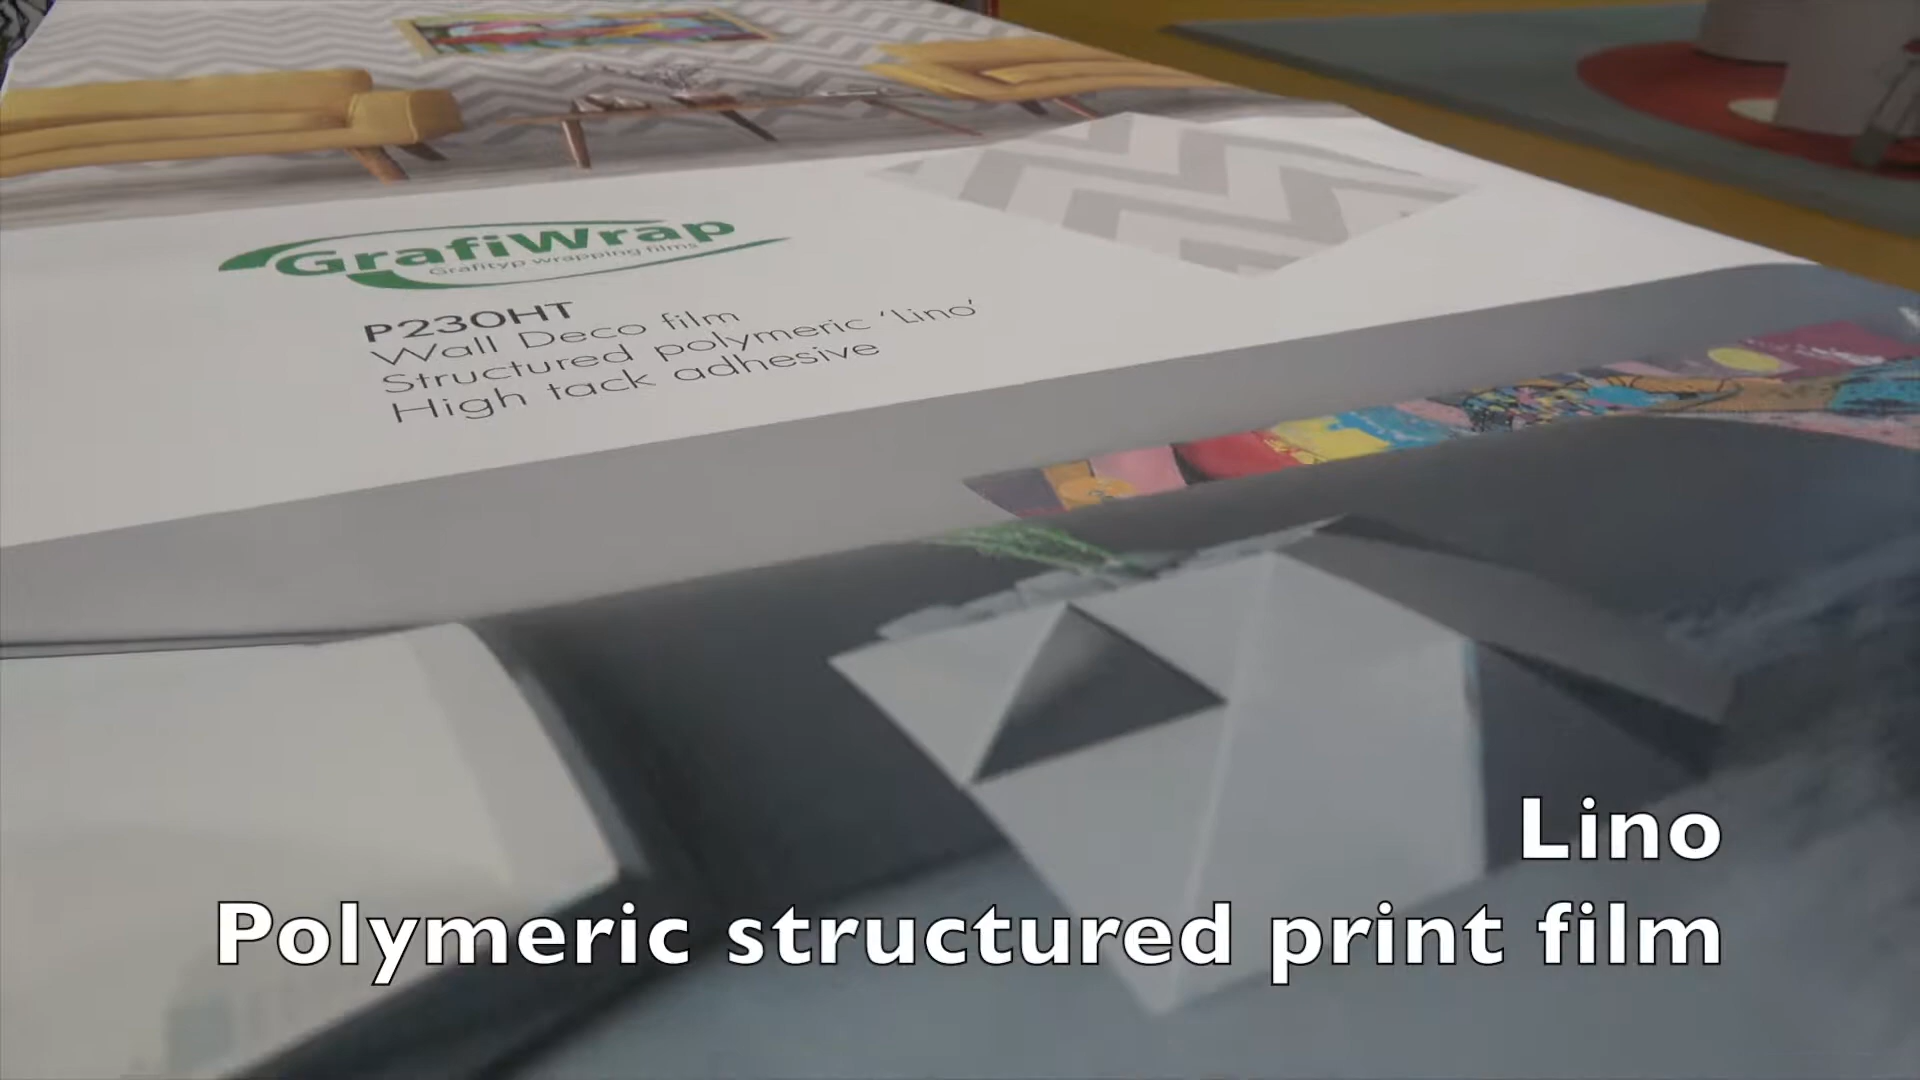 GrafiWrap
Grafityp wrapping films
P230HT
Wall Deco film
Structured polymeric 'Lino'
High tack adhesive
Lino
Polymeric structured print film